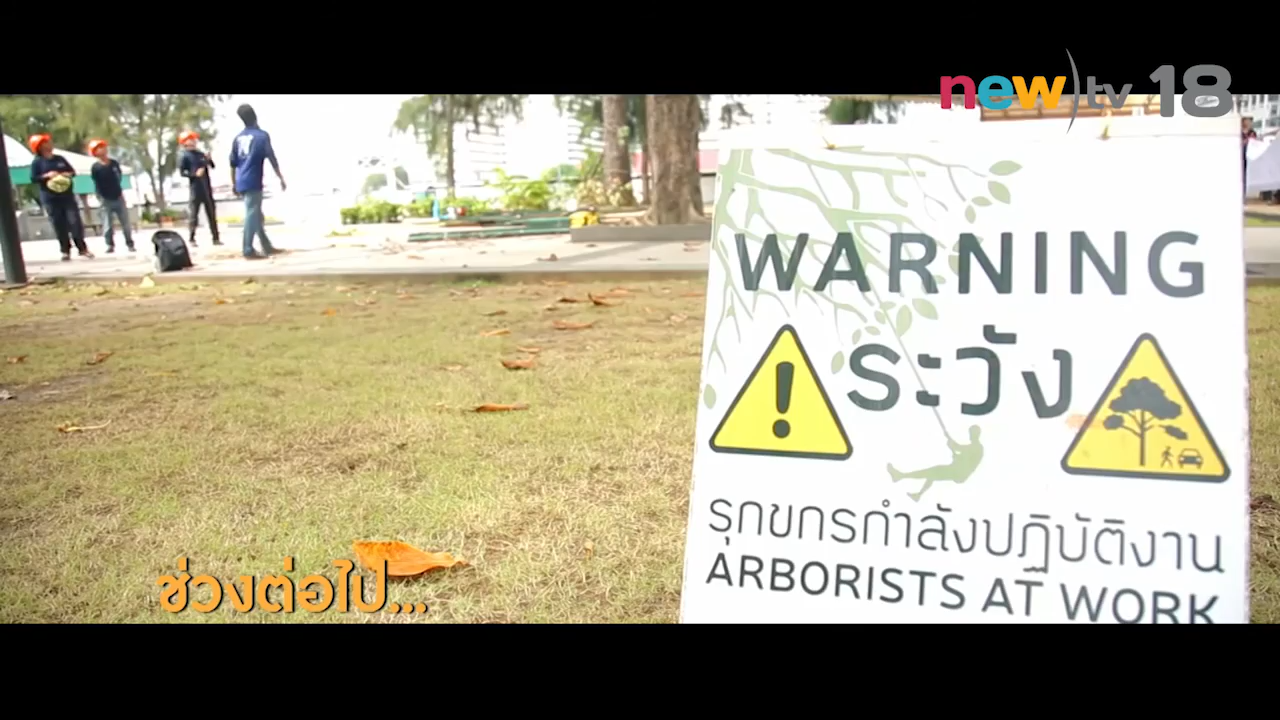 new)tv 18
WARNING
ระวัง
รุกขกรกำลังปฏิบัติงาน
ARBORISTS AT WORK
ช่วงต่อไป...